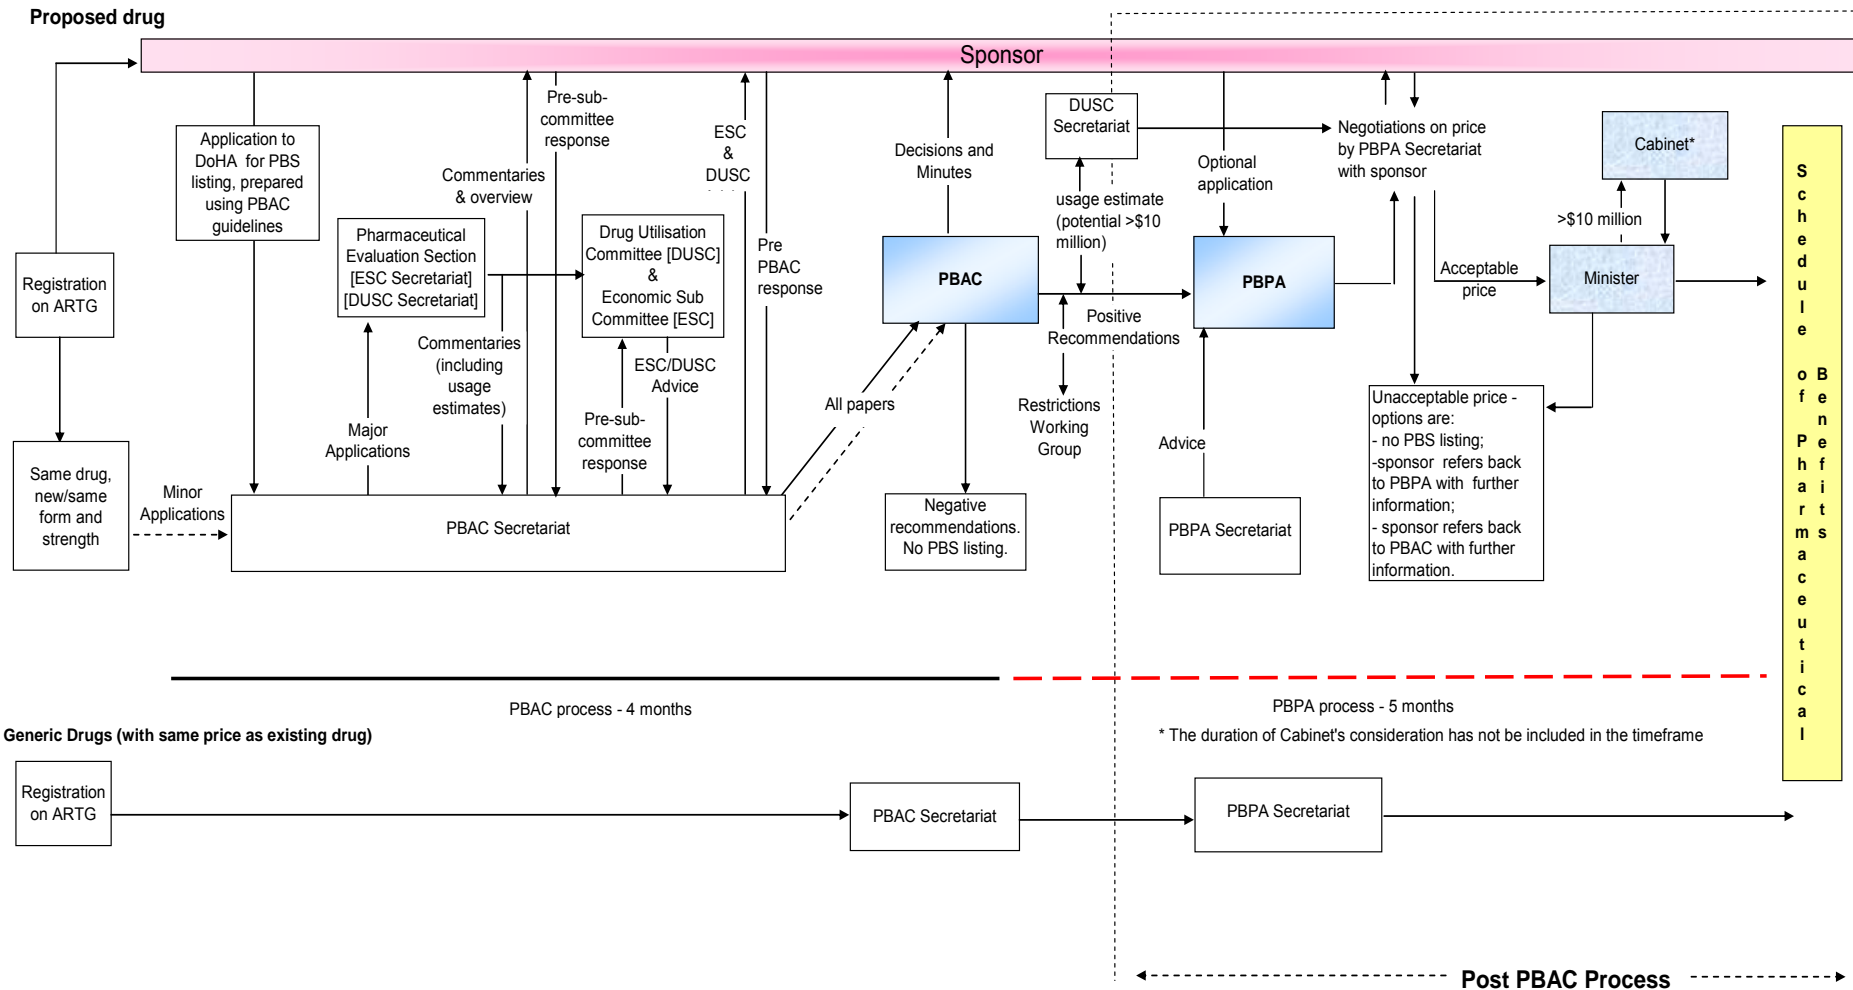 Proposed drug
Sponsor
Application to
DoHA for PBS
listing, prepared
using PBAC
guidelines
Commentaries
& overview
Pre-sub-
committee
response
ESC
&
DUSC
Pre
PBAC
response
Decisions and
Minutes
DUSC
Secretariat
usage estimate
(potential >$10
million)
Optional
application
Negotiations on price
by PBPA Secretariat
with sponsor
Cabinet*
>$10 million
Registration
on ARTG
Pharmaceutical
Evaluation Section
[ESC Secretariat]
[DUSC Secretariat]
Drug Utilisation
Committee [DUSC]
&
Economic Sub
Committee [ESC]
PBAC
PBPA
Acceptable
price
Minister
Commentaries
(including
usage
estimates)
ESC/DUSC
Advice
Positive
Recommendations
Major
Applications
Pre-sub-
committee
response
All papers
Restrictions
Working
Group
Advice
Unacceptable price -
options are:
- no PBS listing;
-sponsor refers back
to PBPA with further
information;
- sponsor refers back
to PBAC with further
information.
Same drug,
new/same
form and
strength
Minor
Applications
PBAC Secretariat
Negative
recommendations.
No PBS listing.
PBPA Secretariat
Schedule of Pharmaceutical
Benefits
PBAC process - 4 months
PBPA process - 5 months
* The duration of Cabinet's consideration has not be included in the timeframe
Generic Drugs (with same price as existing drug)
Registration
on ARTG
PBAC Secretariat
PBPA Secretariat
Post PBAC Process